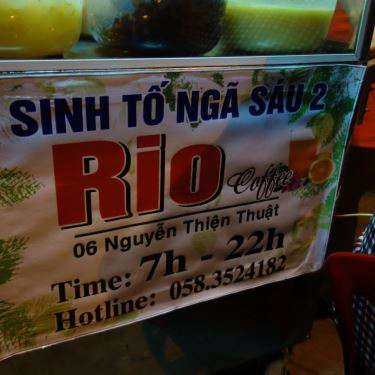 SINH TỐ NGÃ SÁU 2
Rio Coffee
06 Nguyễn Thiện Thuật
Time: 7h - 22h
Hotline: 058.3524182